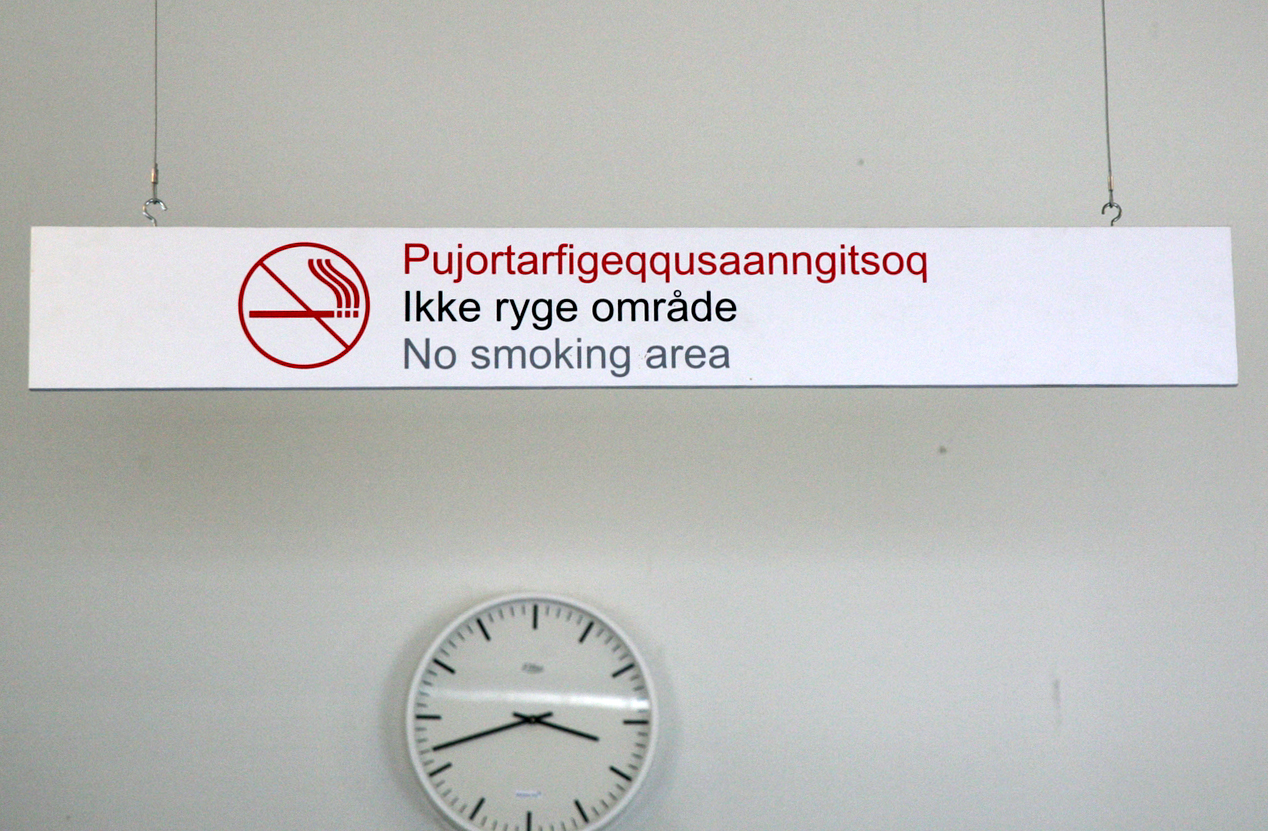 Pujortarfigeqqusaanngitsoq
Ikke ryge område
No smoking area